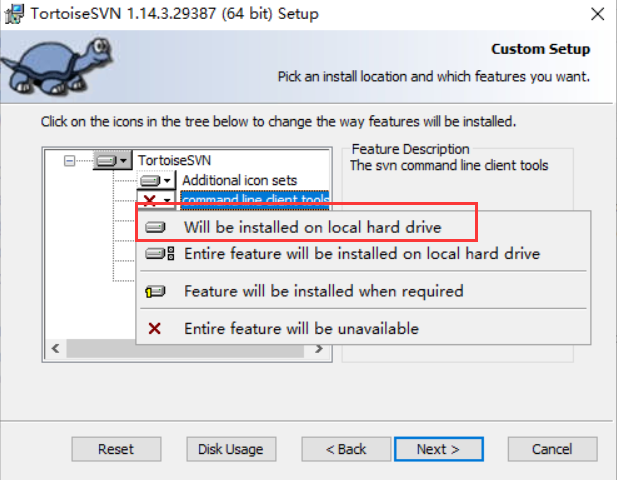 TortoiseSVN 1.14.3.29387 (64 bit) Setup
Custom Setup
Pick an install location and which features you want.
Click on the icons in the tree below to change the way features will be installed.
TortoiseSVN
Additional icon sets
command line client tools
Feature Description
The svn command line client tools
Will be installed on local hard drive
Entire feature will be installed on local hard drive
Feature will be installed when required
Entire feature will be unavailable
Reset
Disk Usage
< Back
Next >
Cancel